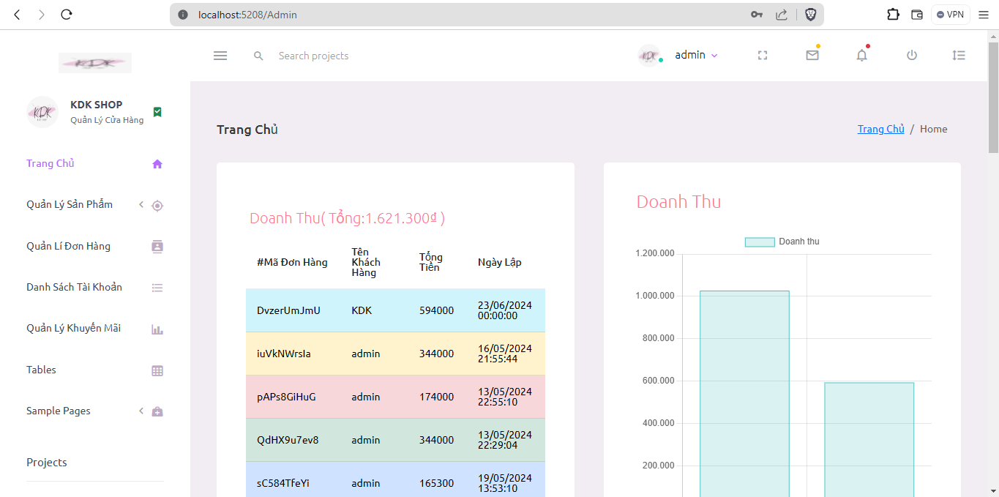 localhost:5208/Admin
VPN
KDK
Search projects
admin
KDK
KDK SHOP
Quản Lý Cửa Hàng
Trang Chủ
Quản Lý Sản Phẩm
Quản Lí Đơn Hàng
Danh Sách Tài Khoản
Quản Lý Khuyến Mãi
Tables
Sample Pages
Projects
Trang Chủ
Trang Chủ / Home
Doanh Thu( Tổng:1.621.300₫ )
#Mã Đơn Hàng
Tên
Khách
Hàng
Tổng
Tiền
Ngày Lập
DvzerUmJmU KDK 594000 23/06/2024
00:00:00
iuVkNWrsIa admin 344000 16/05/2024
21:55:44
pAPs8GiHuG admin 174000 13/05/2024
22:55:10
QdHX9u7ev8 admin 344000 13/05/2024
22:29:04
sC584TfeYi admin 165300 19/05/2024
13:53:10
Doanh Thu
Doanh thu
1.200.000
1.000.000
800.000
600.000
400.000
200.000